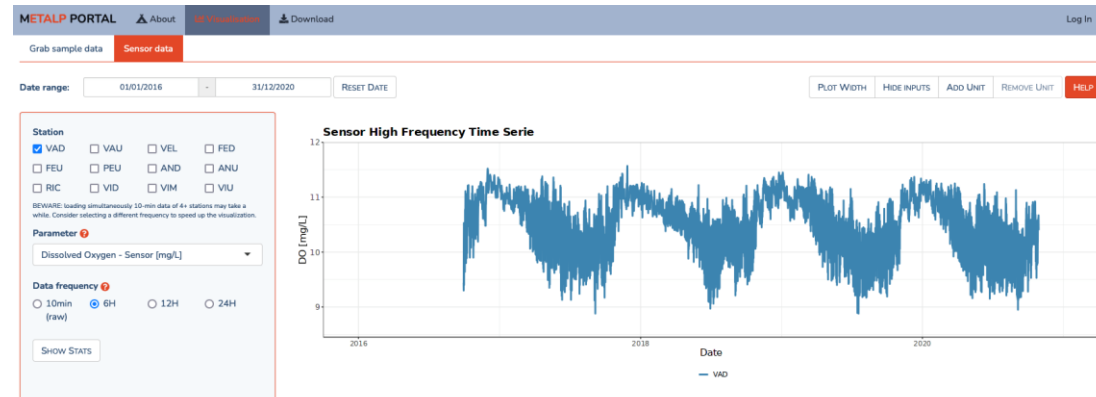 METALP PORTAL About Visualisation Download Log In
Grab sample data Sensor data
Date range: 01/01/2016 - 31/12/2020 RESET DATE PLOT WIDTH HIDE INPUTS ADD UNIT REMOVE UNIT HELP
Station
VAD VAU VEL FED
FEU PEU AND ANU
RIC VID VIM VIU
BEWARE: loading simultaneously 10-min data of 4+ stations may take a
while. Consider selecting a different frequency to speed up the visualization.
Parameter ?
Dissolved Oxygen - Sensor [mg/L]
Data frequency ?
10min 6H 12H 24H
(raw)
SHOW STATS
Sensor High Frequency Time Serie
12
11
10
9
DO [mg/L]
2016 2018 2020
Date
VAD